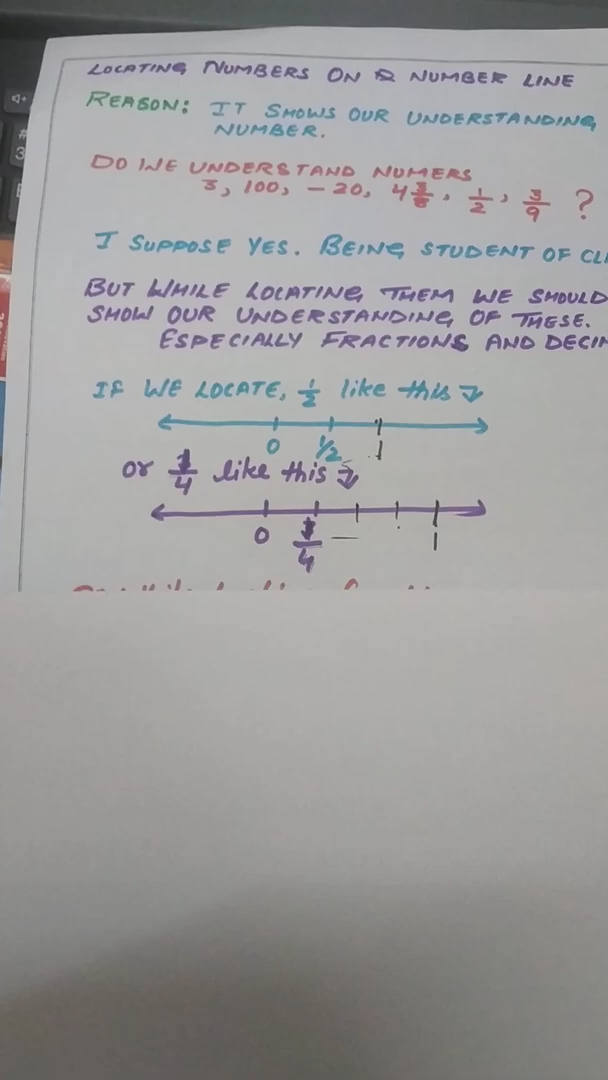 LOCATING NUMBERS ON A NUMBER LINE
REASON: IT SHOWS OUR UNDERSTANDING
NUMBER.
DO WE UNDERSTAND NUMERS
3, 100, -20, 4 3/8, 1/2, 3/9 ?
I SUPPOSE YES. BEING STUDENT OF
BUT WHILE LOCATING THEM WE SHOULD
SHOW OUR UNDERSTANDING OF THESE.
ESPECIALLY FRACTIONS AND
IF WE LOCATE, 1/2 like this
0 1/2 1
or 1/4 like this
0 1/4 1